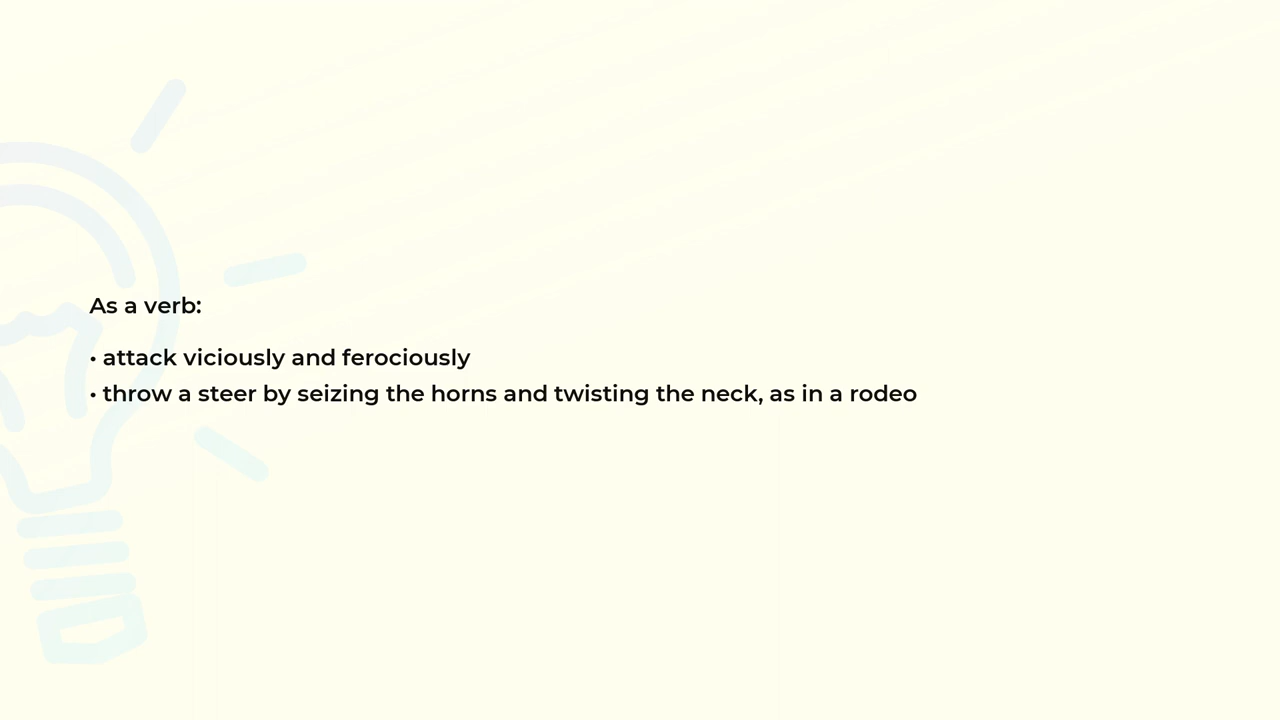 As a verb:
• attack viciously and ferociously
• throw a steer by seizing the horns and twisting the neck, as in a rodeo